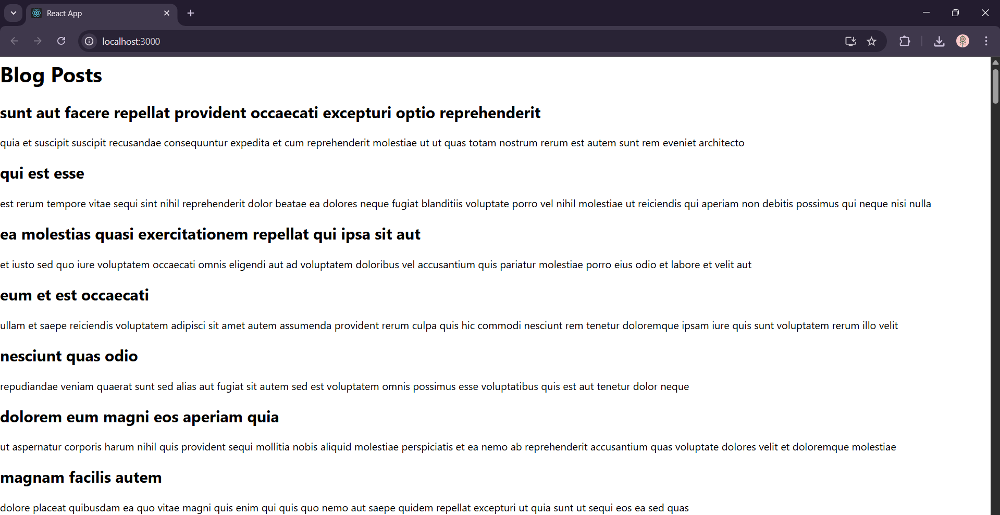 React App
localhost:3000
Blog Posts
sunt aut facere repellat provident occaecati excepturi optio reprehenderit
quia et suscipit suscipit recusandae consequuntur expedita et cum reprehenderit molestiae ut ut quas totam nostrum rerum est autem sunt rem eveniet architecto
qui est esse
est rerum tempore vitae sequi sint nihil reprehenderit dolor beatae ea dolores neque fugiat blanditiis voluptate porro vel nihil molestiae ut reiciendis qui aperiam non debitis possimus qui neque nisi nulla
ea molestias quasi exercitationem repellat qui ipsa sit aut
et iusto sed quo iure voluptatem occaecati omnis eligendi aut ad voluptatem doloribus vel accusantium quis pariatur molestiae porro eius odio et labore et velit aut
eum et est occaecati
ullam et saepe reiciendis voluptatem adipisci sit amet autem assumenda provident rerum culpa quis hic commodi nesciunt rem tenetur doloremque ipsam iure quis sunt voluptatem rerum illo velit
nesciunt quas odio
repudiandae veniam quaerat sunt sed alias aut fugiat sit autem sed est voluptatem omnis possimus esse voluptatibus quis est aut tenetur dolor neque
dolorem eum magni eos aperiam quia
ut aspernatur corporis harum nihil quis provident sequi mollitia nobis aliquid molestiae perspiciatis et ea nemo ab reprehenderit accusantium quas voluptate dolores velit et doloremque molestiae
magnam facilis autem
dolore placeat quibusdam ea quo vitae magni quis enim qui quis quo nemo aut saepe quidem repellat excepturi ut quia sunt ut sequi eos ea sed quas